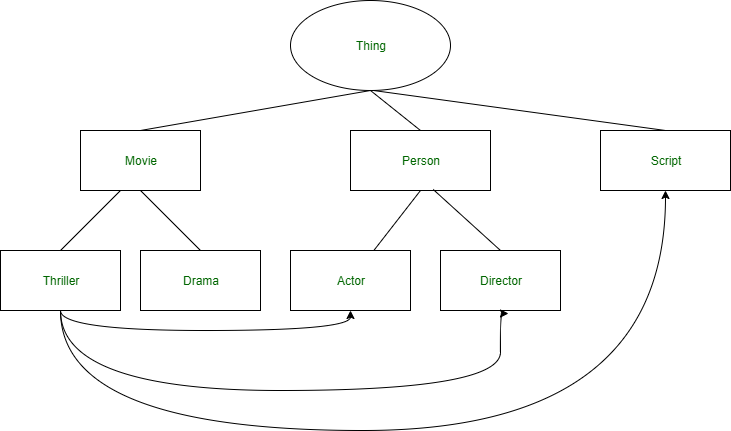 Thing
Movie
Person
Script
Thriller
Drama
Actor
Director